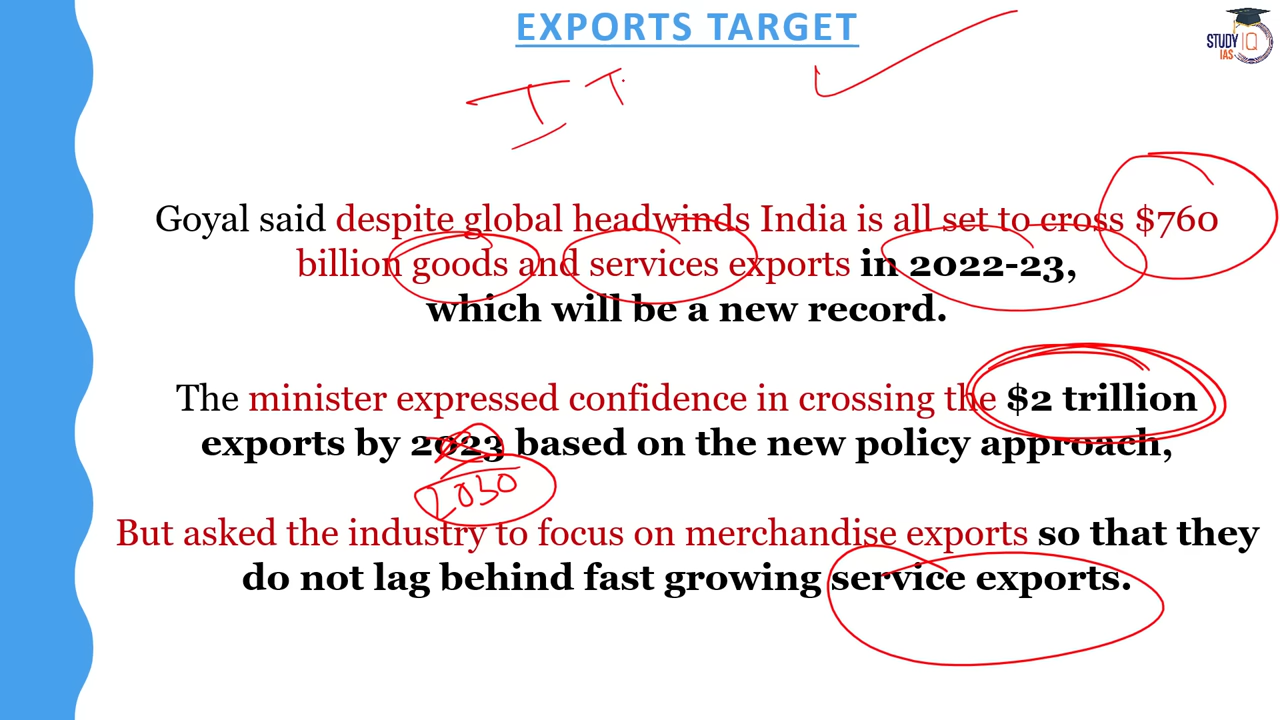 EXPORTS TARGET
STUDY IQ
IAS
I T
Goyal said despite global headwinds India is all set to cross $760
billion goods and services exports in 2022-23,
which will be a new record.
The minister expressed confidence in crossing the $2 trillion
exports by 2023 based on the new policy approach,
2030
But asked the industry to focus on merchandise exports so that they
do not lag behind fast growing service exports.